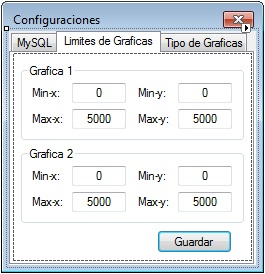 Configuraciones
MySQL Limites de Graficas Tipo de Graficas
Grafica 1
Min-x: 0 Min-y: 0
Max-x: 5000 Max-y: 5000
Grafica 2
Min-x: 0 Min-y: 0
Max-x: 5000 Max-y: 5000
Guardar